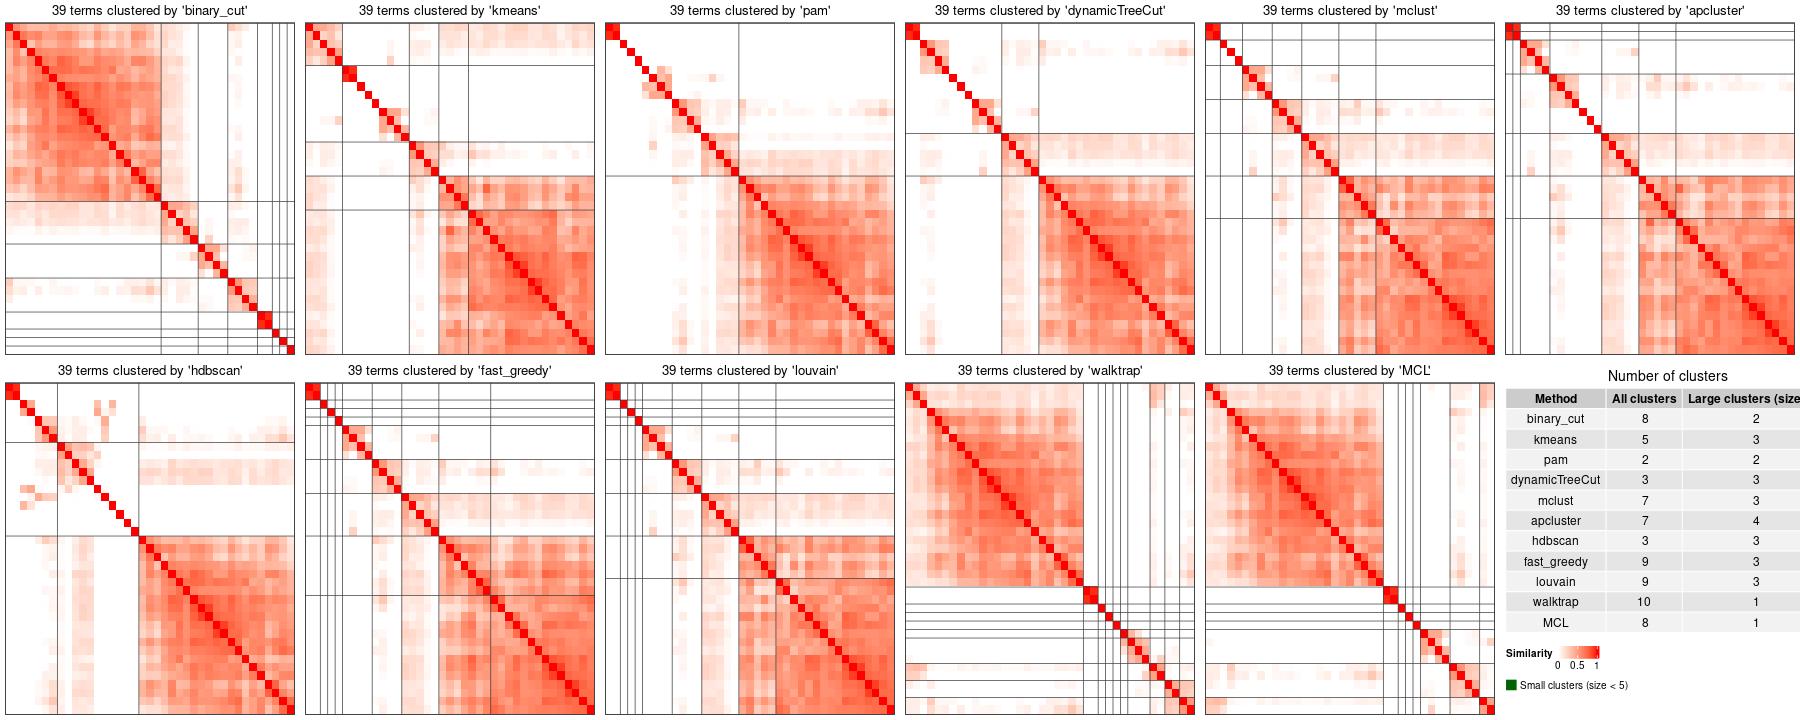 39 terms clustered by 'binary_cut'
39 terms clustered by 'kmeans'
39 terms clustered by 'pam'
39 terms clustered by 'dynamicTreeCut'
39 terms clustered by 'mclust'
39 terms clustered by 'apcluster'
39 terms clustered by 'hdbscan'
39 terms clustered by 'fast_greedy'
39 terms clustered by 'louvain'
39 terms clustered by 'walktrap'
39 terms clustered by 'MCL'
Number of clusters
Method All clusters Large clusters (size
binary_cut 8 2
kmeans 5 3
pam 2 2
dynamicTreeCut 3 3
mclust 7 3
apcluster 7 4
hdbscan 3 3
fast_greedy 9 3
louvain 9 3
walktrap 10 1
MCL 8 1
Similarity
0 0.5 1
Small clusters (size < 5)